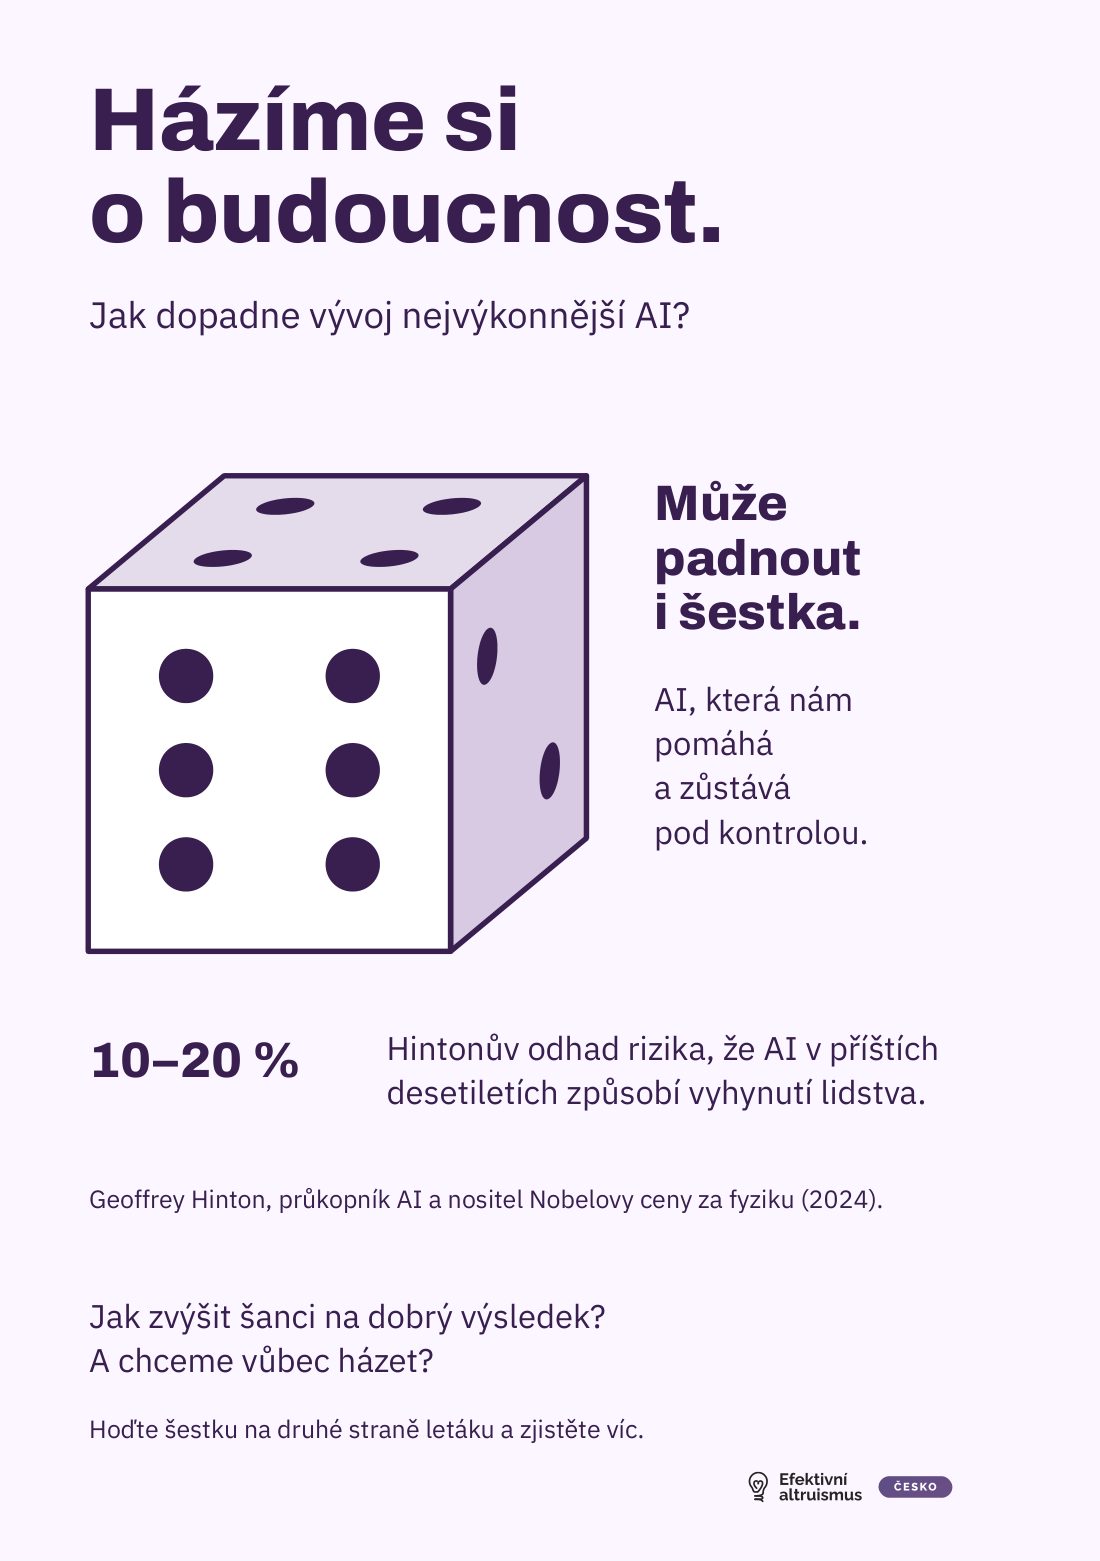 Házíme si
o budoucnost.
Jak dopadne vývoj nejvýkonnější AI?
Může
padnout
i šestka.
AI, která nám
pomáhá
a zůstává
pod kontrolou.
10–20 %
Hintonův odhad rizika, že AI v příštích
desetiletích způsobí vyhynutí lidstva.
Geoffrey Hinton, průkopník AI a nositel Nobelovy ceny za fyziku (2024).
Jak zvýšit šanci na dobrý výsledek?
A chceme vůbec házet?
Hoďte šestku na druhé straně letáku a zjistěte víc.
Efektivní
altruismus
ČESKO